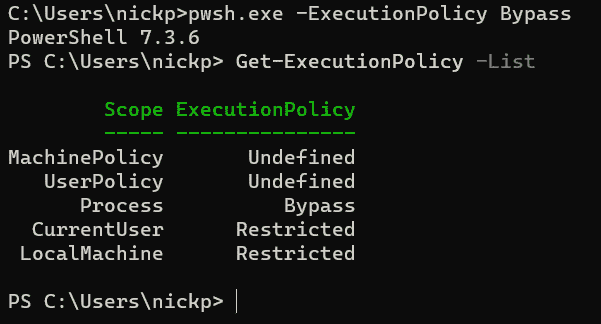 C:\Users\nickp>pwsh.exe -ExecutionPolicy Bypass
PowerShell 7.3.6
PS C:\Users\nickp> Get-ExecutionPolicy -List
Scope ExecutionPolicy
----- ---------------
MachinePolicy Undefined
UserPolicy Undefined
Process Bypass
CurrentUser Restricted
LocalMachine Restricted
PS C:\Users\nickp>